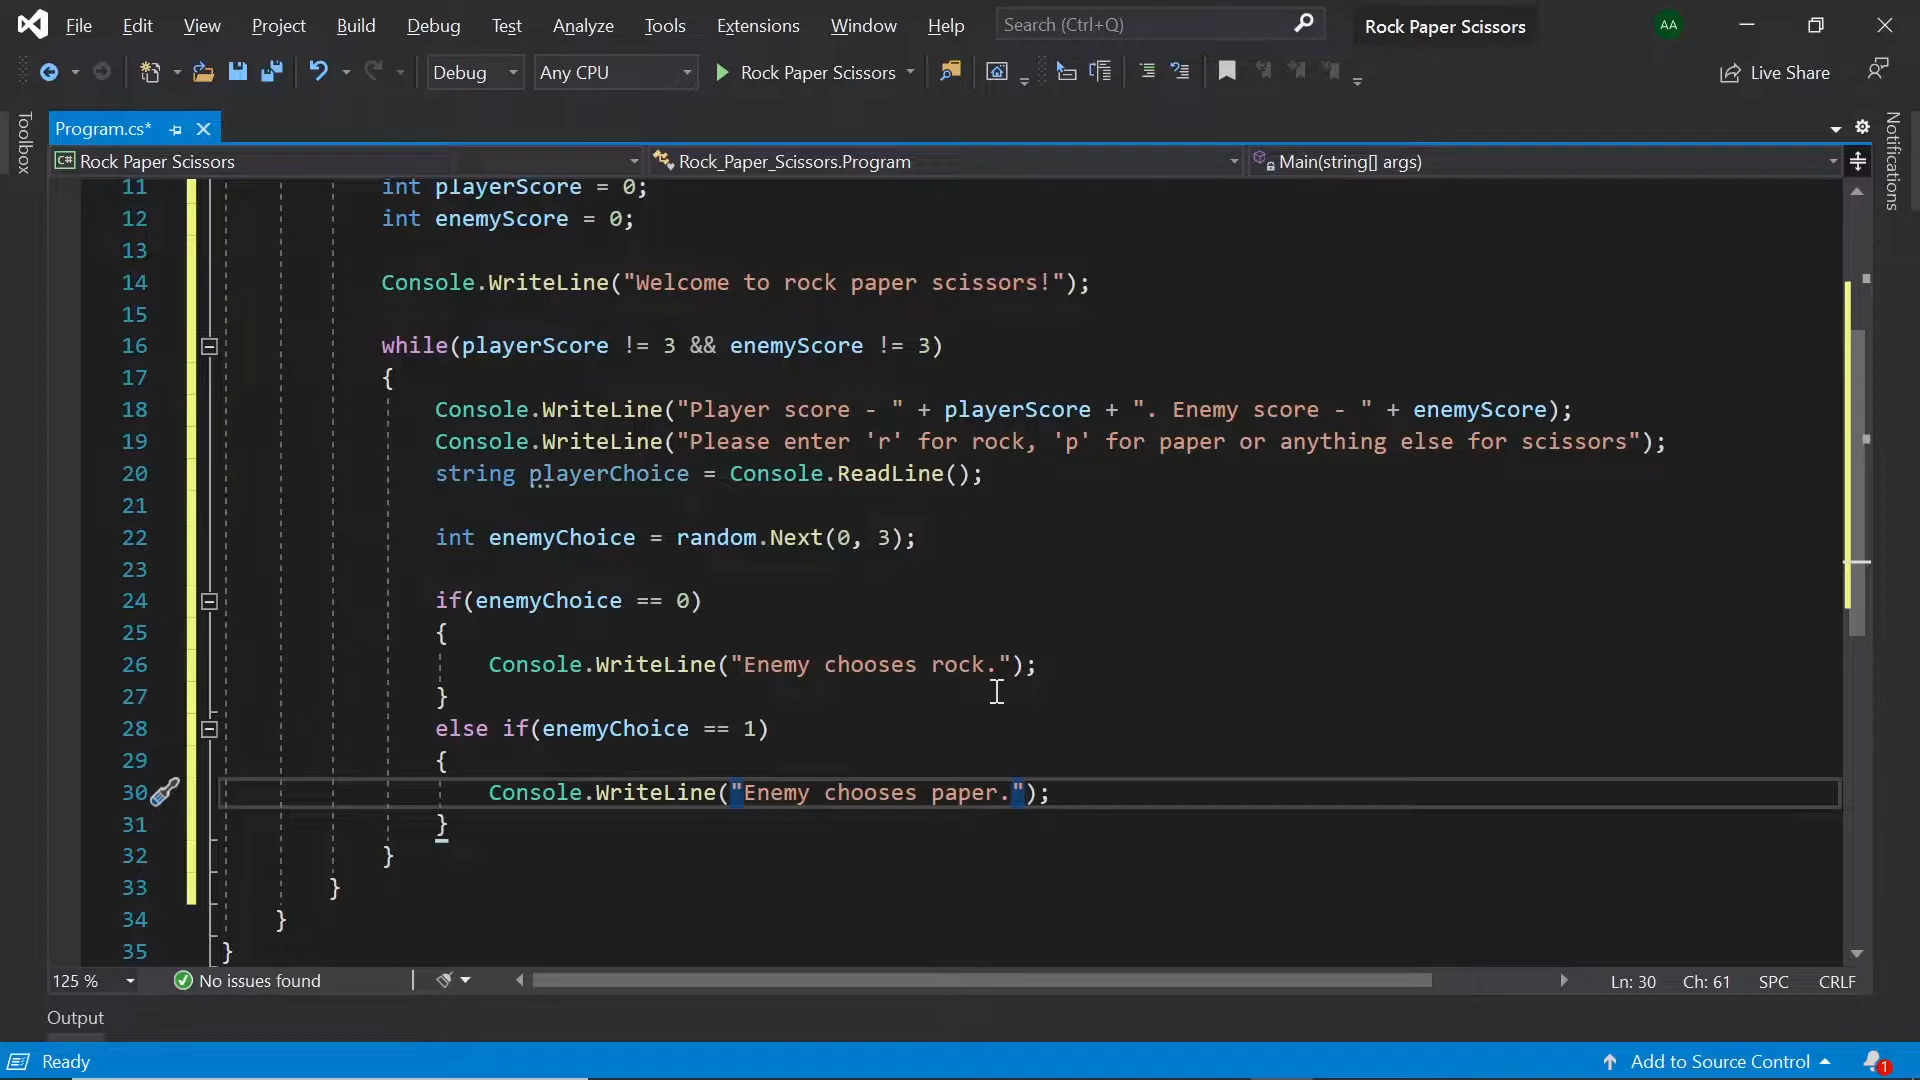 File Edit View Project Build Debug Test Analyze Tools Extensions Window Help Search (Ctrl+Q) Rock Paper Scissors AA
Debug Any CPU Rock Paper Scissors Live Share
Toolbox
Program.cs*
Notifications
C# Rock Paper Scissors Rock_Paper_Scissors.Program Main(string[] args)
11 int playerScore = 0;
12 int enemyScore = 0;
13
14 Console.WriteLine("Welcome to rock paper scissors!");
15
16 while(playerScore != 3 && enemyScore != 3)
17 {
18 Console.WriteLine("Player score - " + playerScore + ". Enemy score - " + enemyScore);
19 Console.WriteLine("Please enter 'r' for rock, 'p' for paper or anything else for scissors");
20 string playerChoice = Console.ReadLine();
21
22 int enemyChoice = random.Next(0, 3);
23
24 if(enemyChoice == 0)
25 {
26 Console.WriteLine("Enemy chooses rock.");
27 }
28 else if(enemyChoice == 1)
29 {
30 Console.WriteLine("Enemy chooses paper.");
31 }
32 }
33 }
34 }
35 }
125 % No issues found Ln: 30 Ch: 61 SPC CRLF
Output
Ready Add to Source Control 1